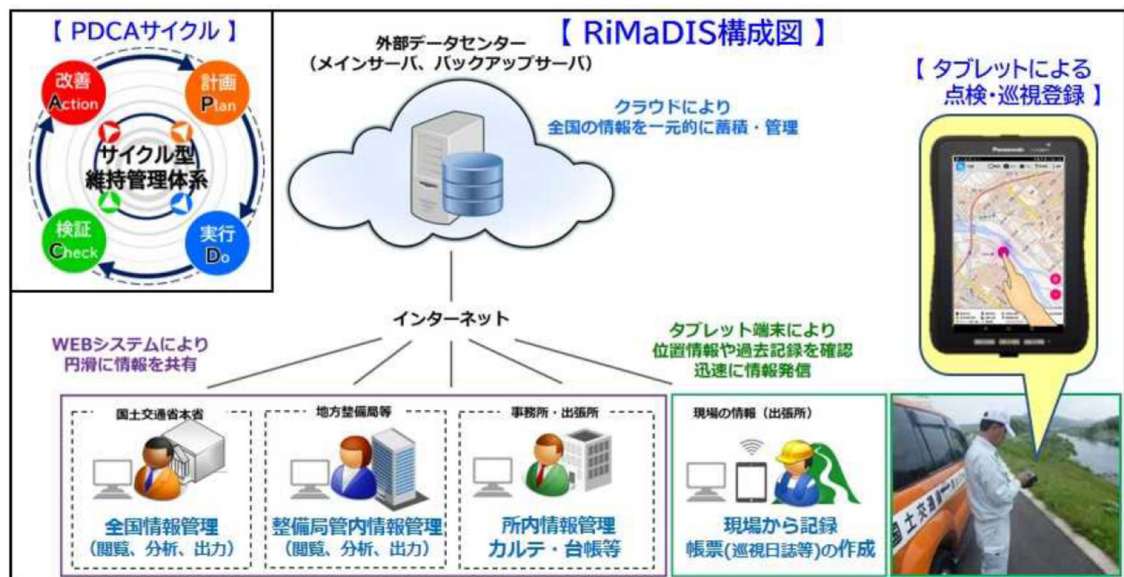 【 PDCAサイクル 】
改善
Action
計画
Plan
サイクル型
維持管理体系
検証
Check
実行
Do
【 RiMaDIS構成図 】
外部データセンター
（メインサーバ、バックアップサーバ）
クラウドにより
全国の情報を一元的に蓄積・管理
【 タブレットによる
点検・巡視登録 】
Panasonic
インターネット
WEBシステムにより
円滑に情報を共有
タブレット端末により
位置情報や過去記録を確認
迅速に情報発信
国土交通省本省
全国情報管理
（閲覧、分析、出力）
地方整備局等
整備局管内情報管理
（閲覧、分析、出力）
事務所・出張所
所内情報管理
カルテ・台帳等
現場の情報（出張所）
現場から記録
帳票(巡視日誌等)の作成
国土交通省